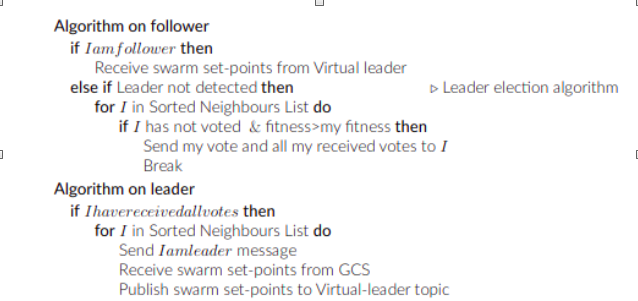 Algorithm on follower
if Iamfollower then
Receive swarm set-points from Virtual leader
else if Leader not detected then ▷ Leader election algorithm
for I in Sorted Neighbours List do
if I has not voted & fitness>my fitness then
Send my vote and all my received votes to I
Break
Algorithm on leader
if Ihavereceivedallvotes then
for I in Sorted Neighbours List do
Send Iamleader message
Receive swarm set-points from GCS
Publish swarm set-points to Virtual-leader topic